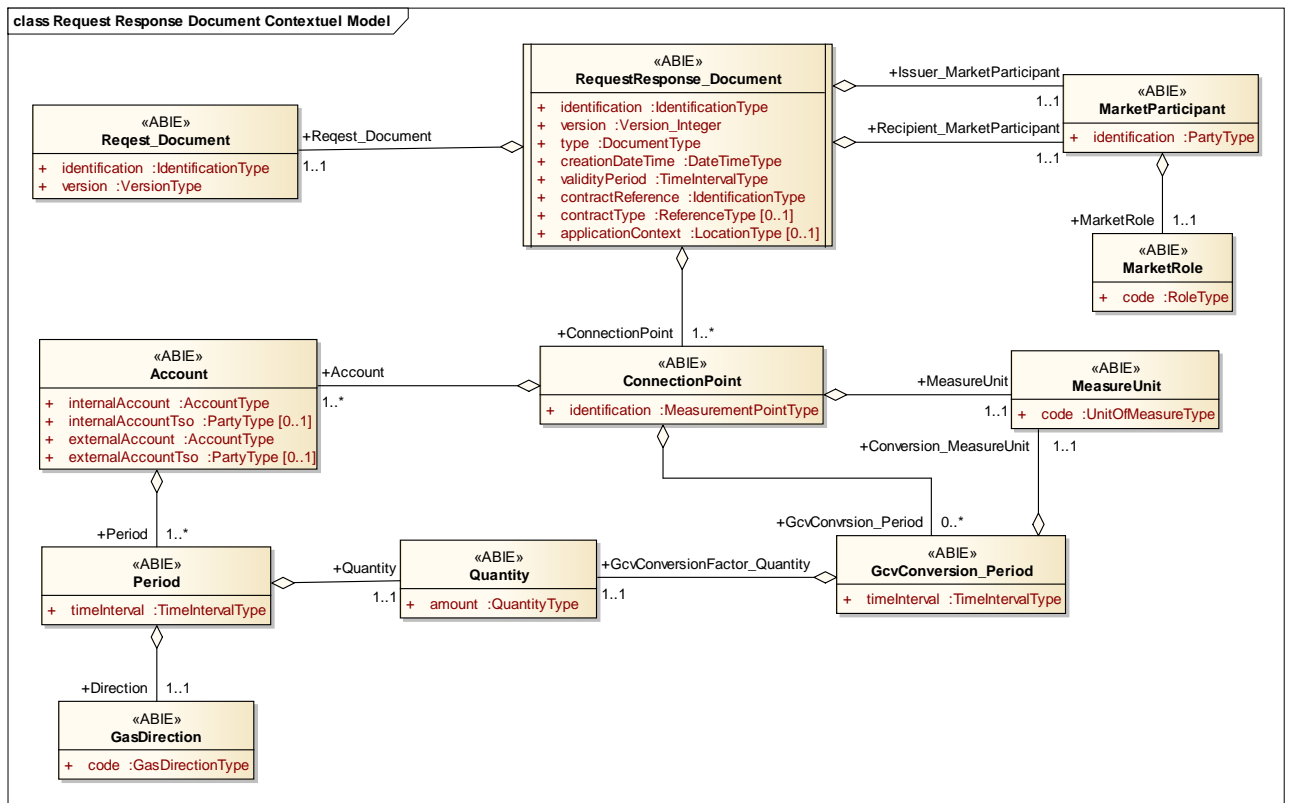 class Request Response Document Contextuel Model
«ABIE»
RequestResponse_Document
+ identification :IdentificationType
+ version :Version_Integer
+ type :DocumentType
+ creationDateTime :DateTimeType
+ validityPeriod :TimeIntervalType
+ contractReference :IdentificationType
+ contractType :ReferenceType [0..1]
+ applicationContext :LocationType [0..1]
+Issuer_MarketParticipant
1..1
+Recipient_MarketParticipant
1..1
«ABIE»
MarketParticipant
+ identification :PartyType
«ABIE»
Reqest_Document
+ identification :IdentificationType
+ version :VersionType
+Reqest_Document
1..1
+MarketRole
1..1
«ABIE»
MarketRole
+ code :RoleType
+ConnectionPoint
1..*
«ABIE»
Account
+ internalAccount :AccountType
+ internalAccountTso :PartyType [0..1]
+ externalAccount :AccountType
+ externalAccountTso :PartyType [0..1]
+Account
1..*
«ABIE»
ConnectionPoint
+ identification :MeasurementPointType
+MeasureUnit
1..1
«ABIE»
MeasureUnit
+ code :UnitOfMeasureType
+Conversion_MeasureUnit
1..1
+Period
1..*
+GcvConvrsion_Period
0..*
«ABIE»
Period
+ timeInterval :TimeIntervalType
+Quantity
1..1
«ABIE»
Quantity
+ amount :QuantityType
+GcvConversionFactor_Quantity
1..1
«ABIE»
GcvConversion_Period
+ timeInterval :TimeIntervalType
+Direction
1..1
«ABIE»
GasDirection
+ code :GasDirectionType